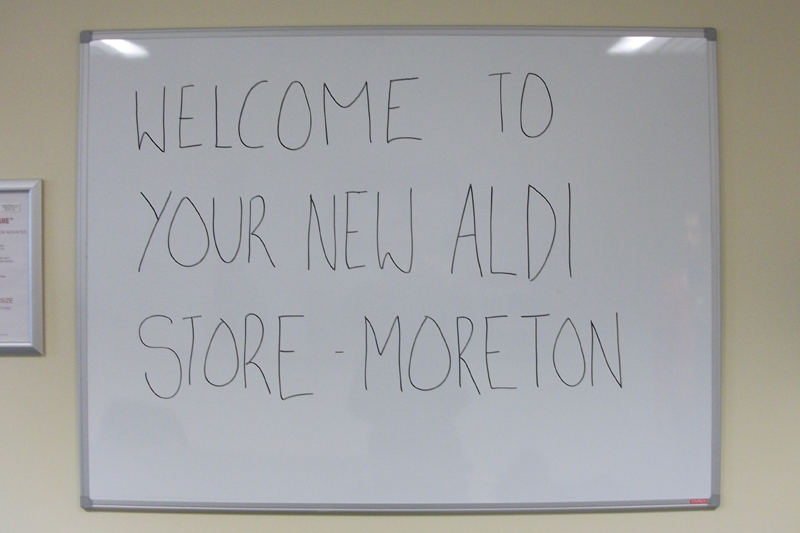 WELCOME TO
YOUR NEW ALDI
STORE - MORETON